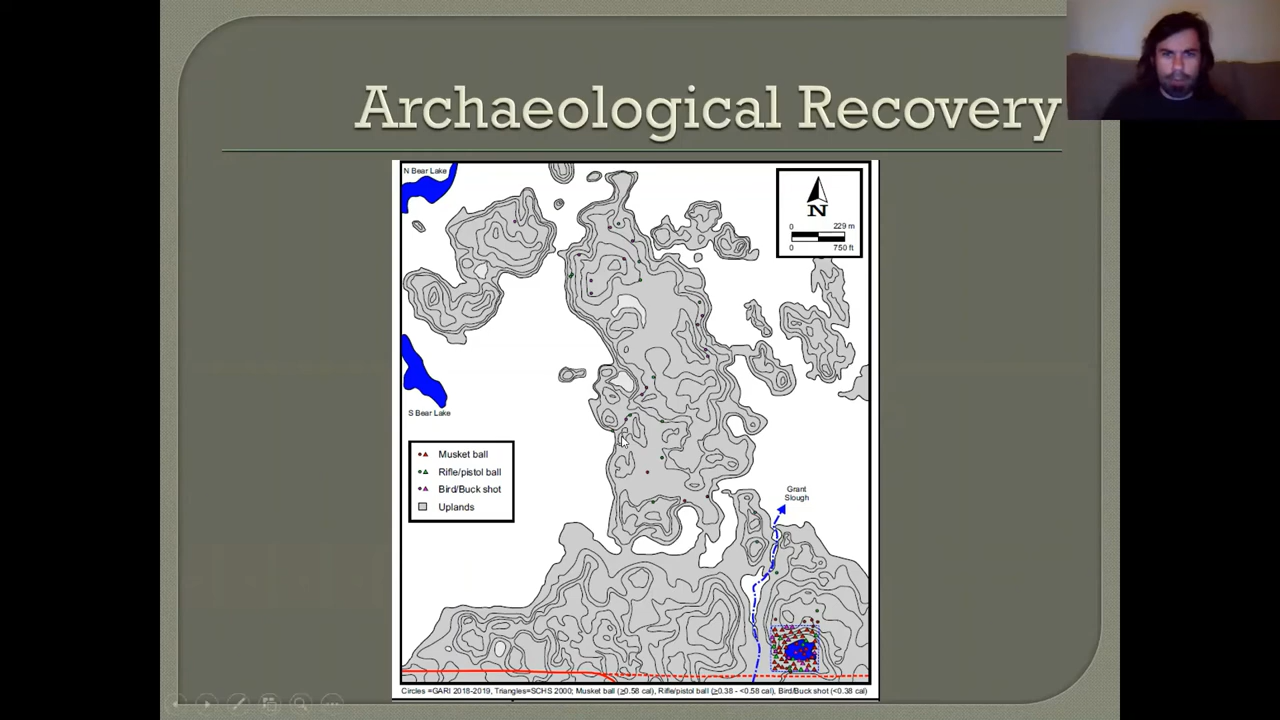 Archaeological Recovery
N Bear Lake
N
0 229 m
0 750 ft
S Bear Lake
Musket ball
Rifle/pistol ball
Bird/Buck shot
Uplands
Grant
Slough
Circles =GARI 2018-2019, Triangles=SCHS 2000; Musket ball (≥0.58 cal), Rifle/pistol ball (≥0.38 - <0.58 cal), Bird/Buck shot (<0.38 cal)